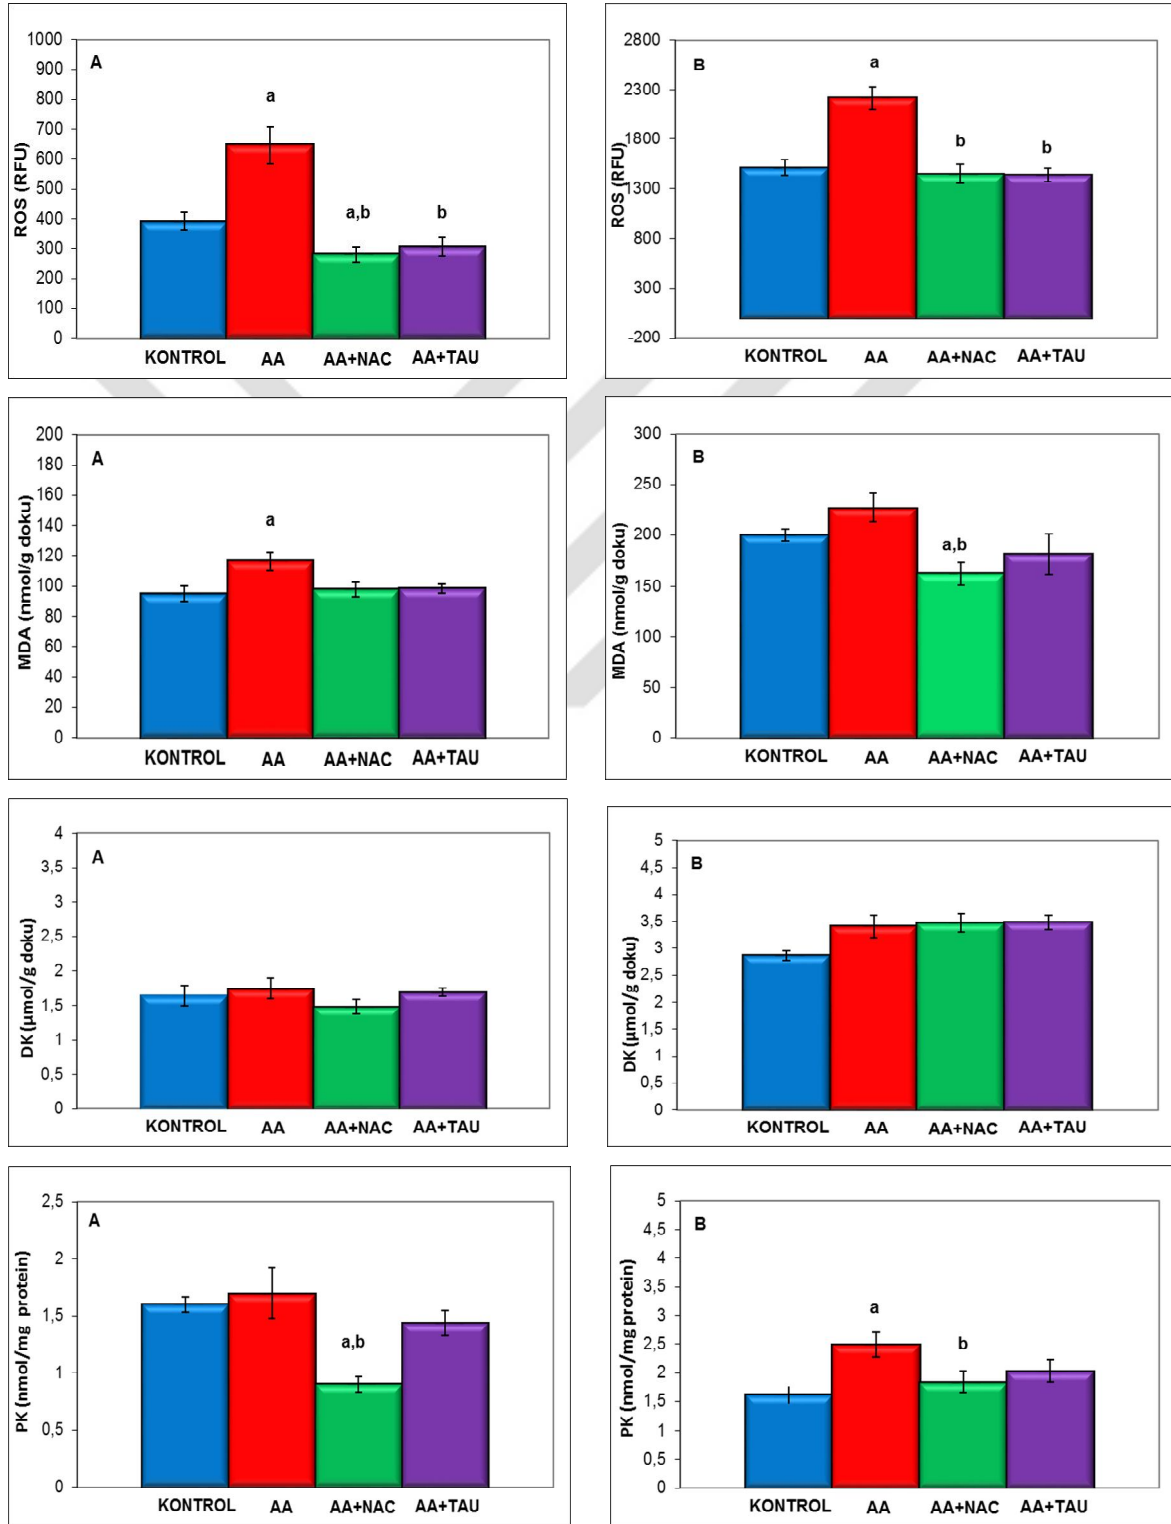 ROS (RFU)
1000
900
800
700
600
500
400
300
200
100
0
A
a
a,b
b
KONTROL AA AA+NAC AA+TAU
ROS (RFU)
2800
2300
1800
1300
800
300
-200
B
a
b
b
KONTROL AA AA+NAC AA+TAU
MDA (nmol/g doku)
200
180
160
140
120
100
80
60
40
20
0
A
a
KONTROL AA AA+NAC AA+TAU
MDA (nmol/g doku)
300
250
200
150
100
50
0
B
a,b
KONTROL AA AA+NAC AA+TAU
DK (µmol/g doku)
4
3,5
3
2,5
2
1,5
1
0,5
0
A
KONTROL AA AA+NAC AA+TAU
DK (µmol/g doku)
5
4,5
4
3,5
3
2,5
2
1,5
1
0,5
0
B
KONTROL AA AA+NAC AA+TAU
PK (nmol/mg protein)
2,5
2
1,5
1
0,5
0
A
a,b
KONTROL AA AA+NAC AA+TAU
PK (nmol/mg protein)
5
4,5
4
3,5
3
2,5
2
1,5
1
0,5
0
B
a
b
KONTROL AA AA+NAC AA+TAU